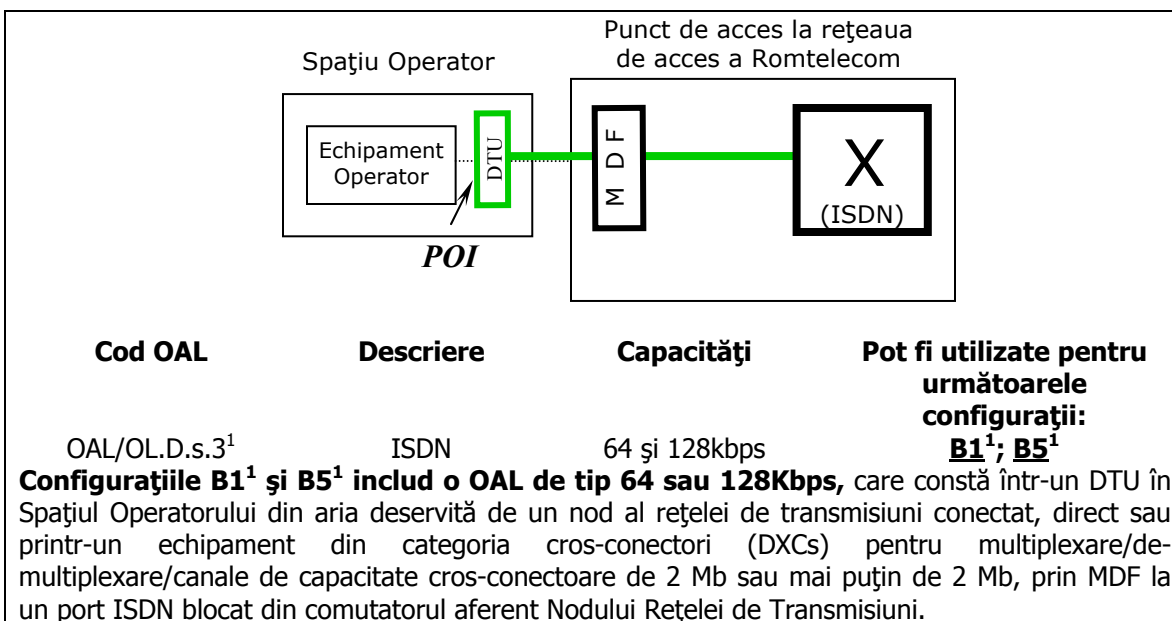 Punct de acces la reţeaua
de acces a Romtelecom
Spaţiu Operator
Echipament
Operator
DTU
MDF
X
(ISDN)
POI
Cod OAL Descriere Capacităţi Pot fi utilizate pentru
următoarele
configuraţii:
OAL/OL.D.s.3¹ ISDN 64 şi 128kbps B1¹; B5¹
Configuraţiile B1¹ şi B5¹ includ o OAL de tip 64 sau 128Kbps, care constă într-un DTU în
Spaţiul Operatorului din aria deservită de un nod al reţelei de transmisiuni conectat, direct sau
printr-un echipament din categoria cros-conectori (DXCs) pentru multiplexare/de-
multiplexare/canale de capacitate cros-conectoare de 2 Mb sau mai puţin de 2 Mb, prin MDF la
un port ISDN blocat din comutatorul aferent Nodului Reţelei de Transmisiuni.